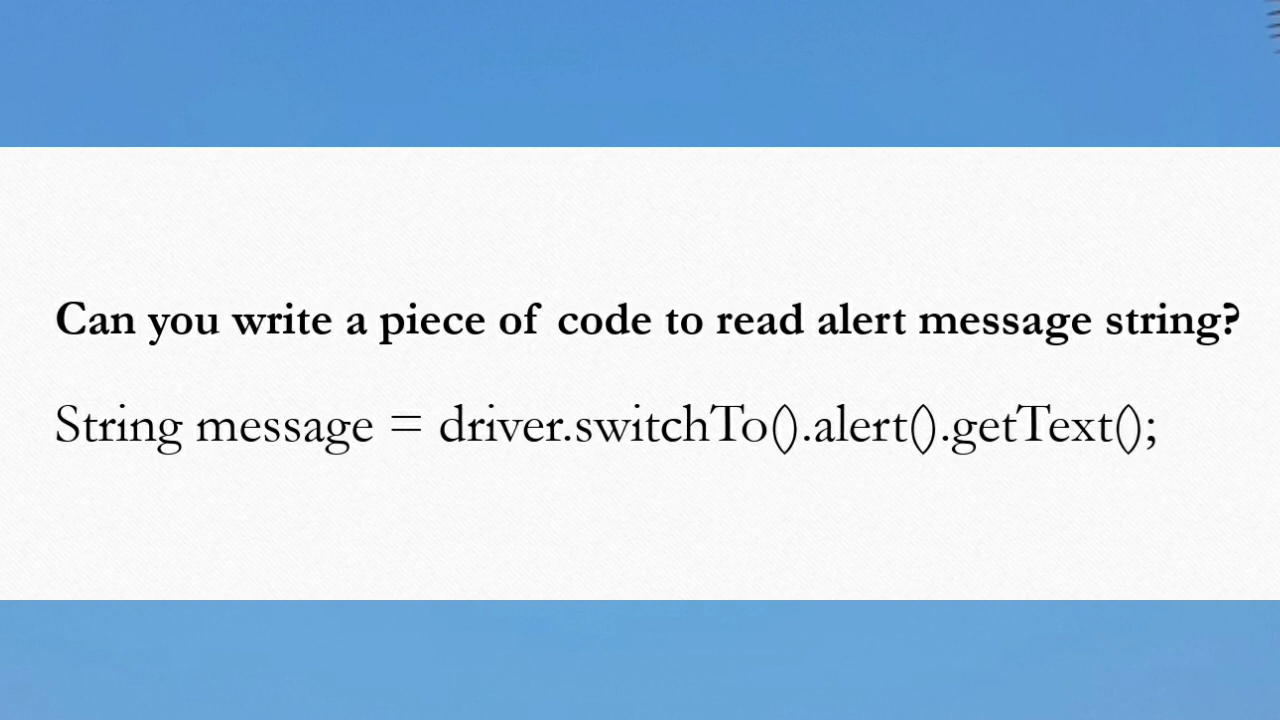 Can you write a piece of code to read alert message string?
String message = driver.switchTo().alert().getText();